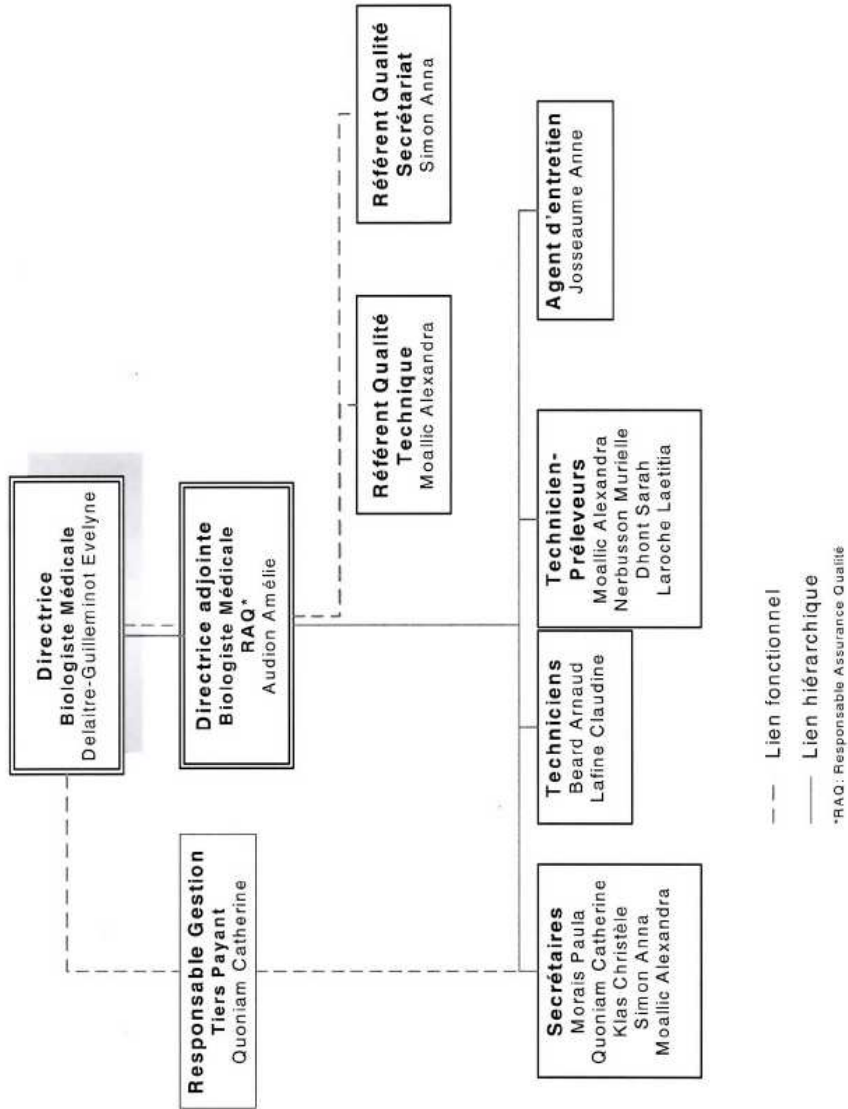 Directrice
Biologiste Médicale
Delaitre-Guilleminot Evelyne
Responsable Gestion
Tiers Payant
Quoniam Catherine
Directrice adjointe
Biologiste Médicale
RAQ*
Audion Amélie
Référent Qualité
Technique
Moallic Alexandra
Référent Qualité
Secrétariat
Simon Anna
Secrétaires
Morais Paula
Quoniam Catherine
Klas Christèle
Simon Anna
Moallic Alexandra
Techniciens
Beard Arnaud
Lafine Claudine
Technicien-
Préleveurs
Moallic Alexandra
Nerbusson Murielle
Dhont Sarah
Laroche Laetitia
Agent d'entretien
Josseaume Anne
Lien fonctionnel
Lien hiérarchique
*RAQ: Responsable Assurance Qualité